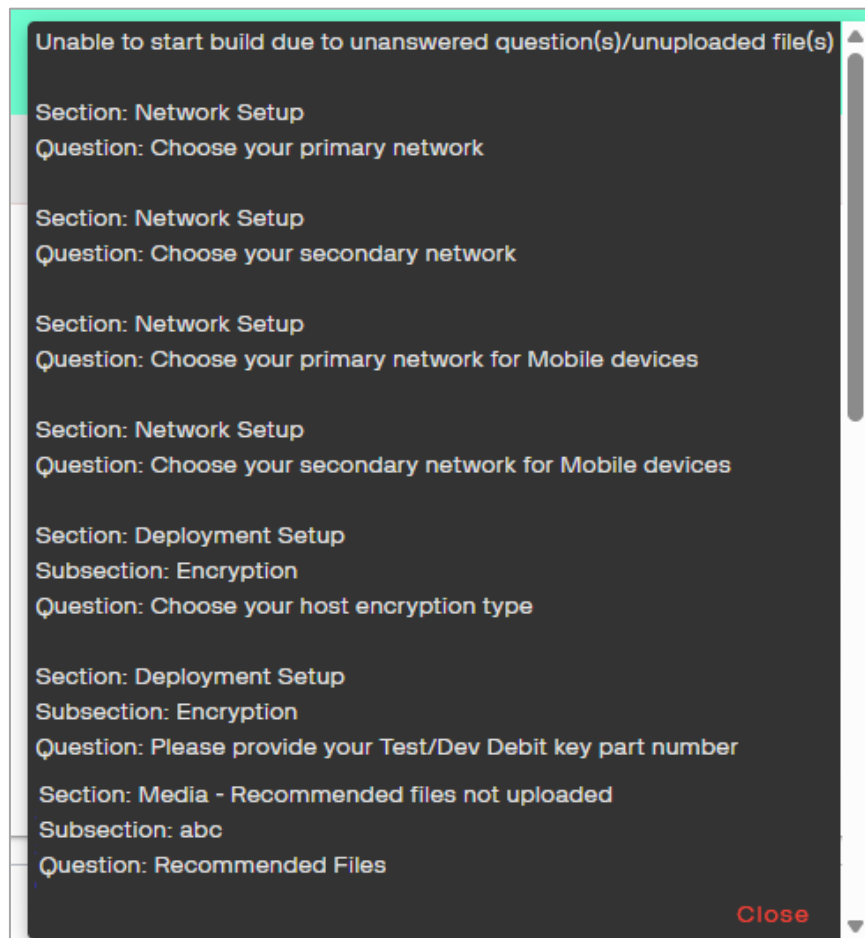 Unable to start build due to unanswered question(s)/unuploaded file(s)
Section: Network Setup
Question: Choose your primary network
Section: Network Setup
Question: Choose your secondary network
Section: Network Setup
Question: Choose your primary network for Mobile devices
Section: Network Setup
Question: Choose your secondary network for Mobile devices
Section: Deployment Setup
Subsection: Encryption
Question: Choose your host encryption type
Section: Deployment Setup
Subsection: Encryption
Question: Please provide your Test/Dev Debit key part number
Section: Media - Recommended files not uploaded
Subsection: abc
Question: Recommended Files
Close